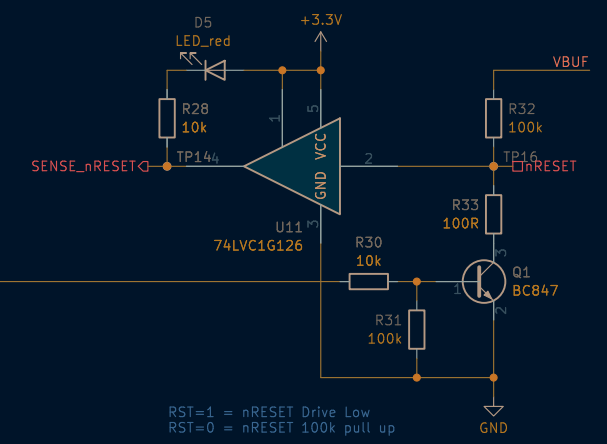 D5
LED_red
+3.3V
VBUF
R28
10k
1
5
VCC
R32
100k
SENSE_nRESET
TP14
4
2
TP16
nRESET
GND
U11
3
74LVC1G126
R33
100R
R30
10k
3
Q1
1
BC847
R31
100k
2
RST=1 = nRESET Drive Low
RST=0 = nRESET 100k pull up
GND